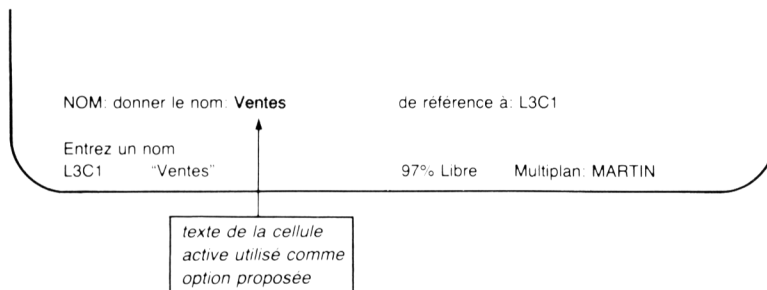 NOM: donner le nom: Ventes de référence à: L3C1
Entrez un nom
L3C1 "Ventes" 97% Libre Multiplan: MARTIN
texte de la cellule
active utilisé comme
option proposée